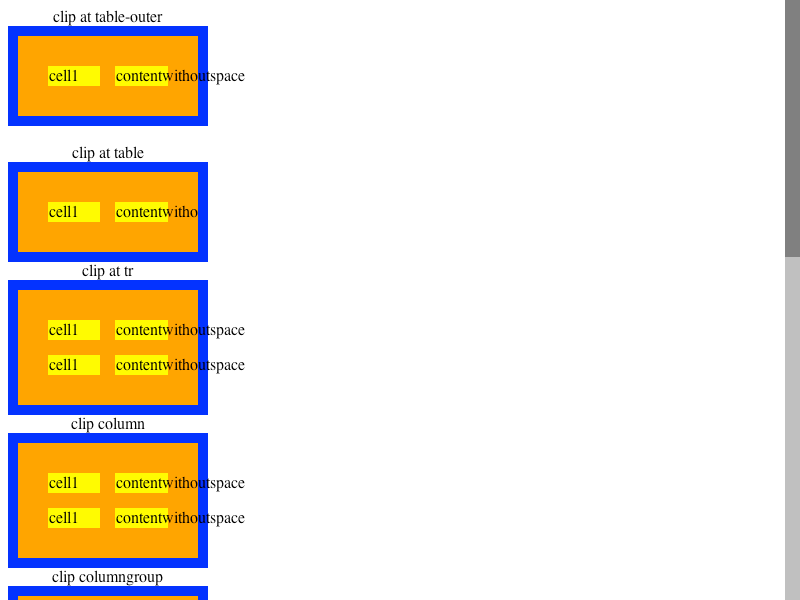 clip at table-outer
cell1 contentwithoutspace
clip at table
cell1 contentwitho
clip at tr
cell1 contentwithoutspace
cell1 contentwithoutspace
clip column
cell1 contentwithoutspace
cell1 contentwithoutspace
clip columngroup